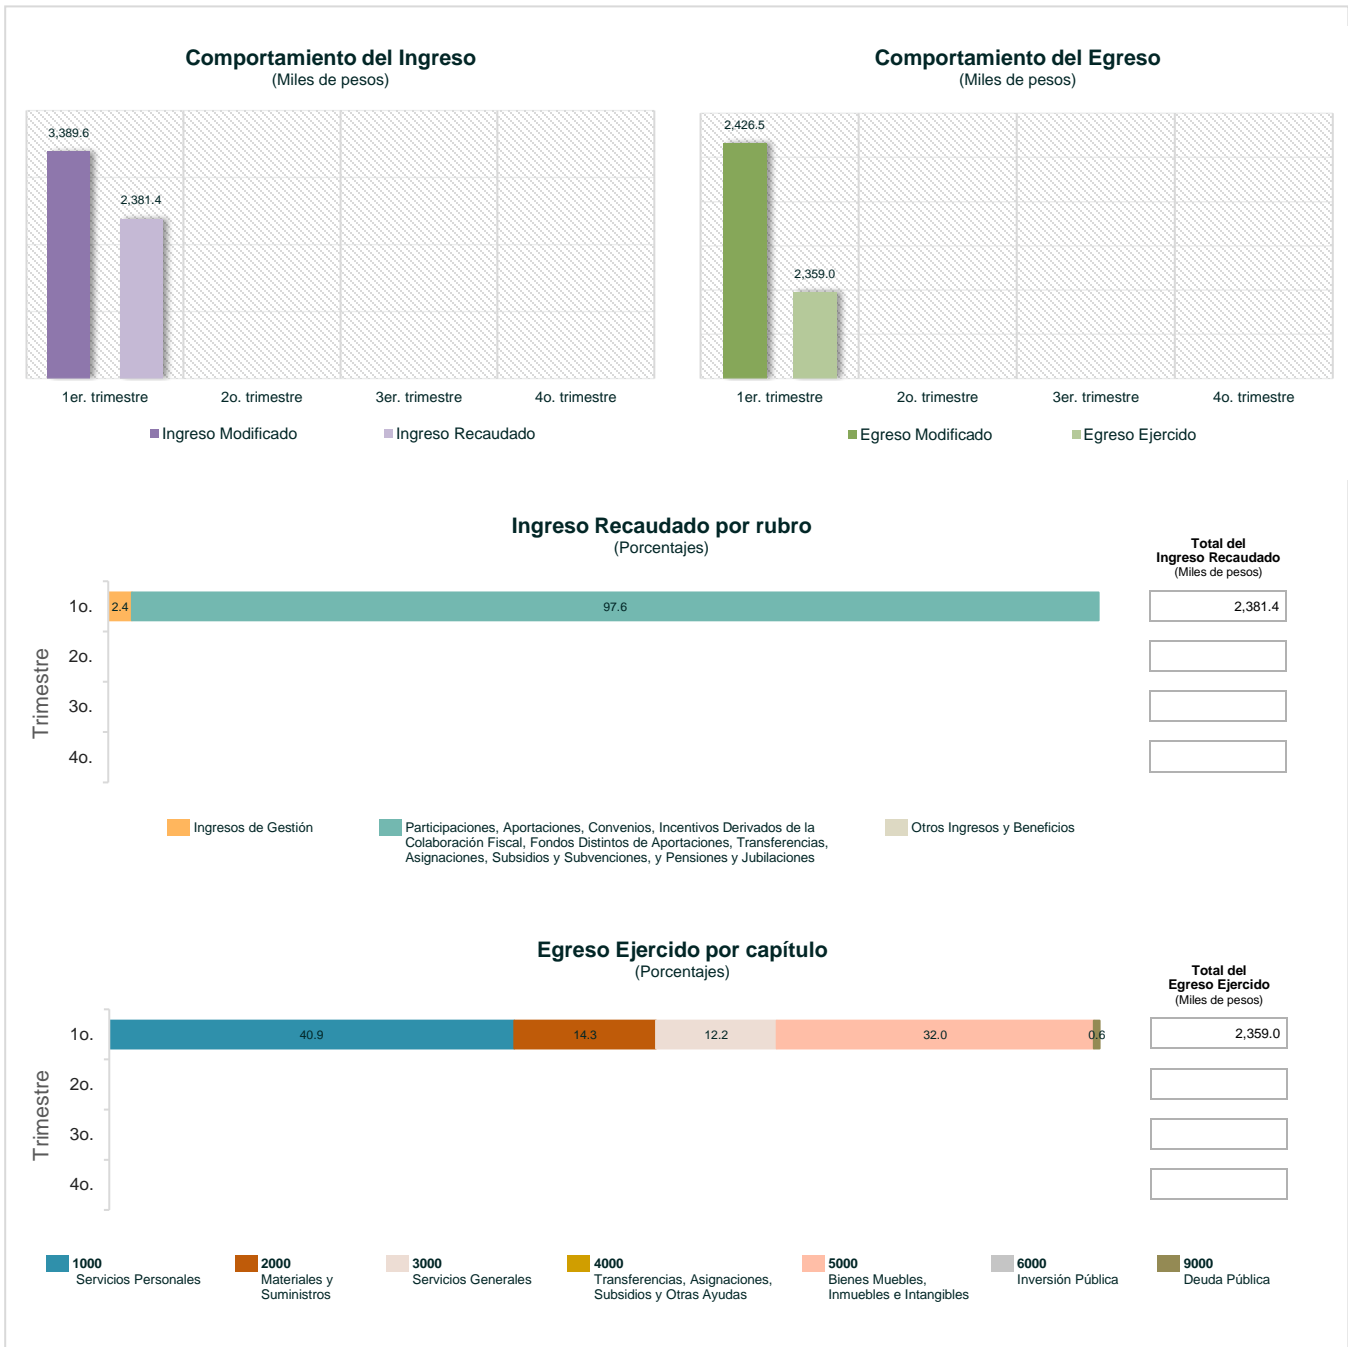 Comportamiento del Ingreso
(Miles de pesos)
3,389.6
2,381.4
1er. trimestre
2o. trimestre
3er. trimestre
4o. trimestre
Ingreso Modificado
Ingreso Recaudado
Comportamiento del Egreso
(Miles de pesos)
2,426.5
2,359.0
1er. trimestre
2o. trimestre
3er. trimestre
4o. trimestre
Egreso Modificado
Egreso Ejercido
Ingreso Recaudado por rubro
(Porcentajes)
Total del
Ingreso Recaudado
(Miles de pesos)
Trimestre
1o.
2.4
97.6
2,381.4
2o.
3o.
4o.
Ingresos de Gestión
Participaciones, Aportaciones, Convenios, Incentivos Derivados de la
Colaboración Fiscal, Fondos Distintos de Aportaciones, Transferencias,
Asignaciones, Subsidios y Subvenciones, y Pensiones y Jubilaciones
Otros Ingresos y Beneficios
Egreso Ejercido por capítulo
(Porcentajes)
Total del
Egreso Ejercido
(Miles de pesos)
Trimestre
1o.
40.9
14.3
12.2
32.0
0.6
2,359.0
2o.
3o.
4o.
1000
Servicios Personales
2000
Materiales y
Suministros
3000
Servicios Generales
4000
Transferencias, Asignaciones,
Subsidios y Otras Ayudas
5000
Bienes Muebles,
Inmuebles e Intangibles
6000
Inversión Pública
9000
Deuda Pública